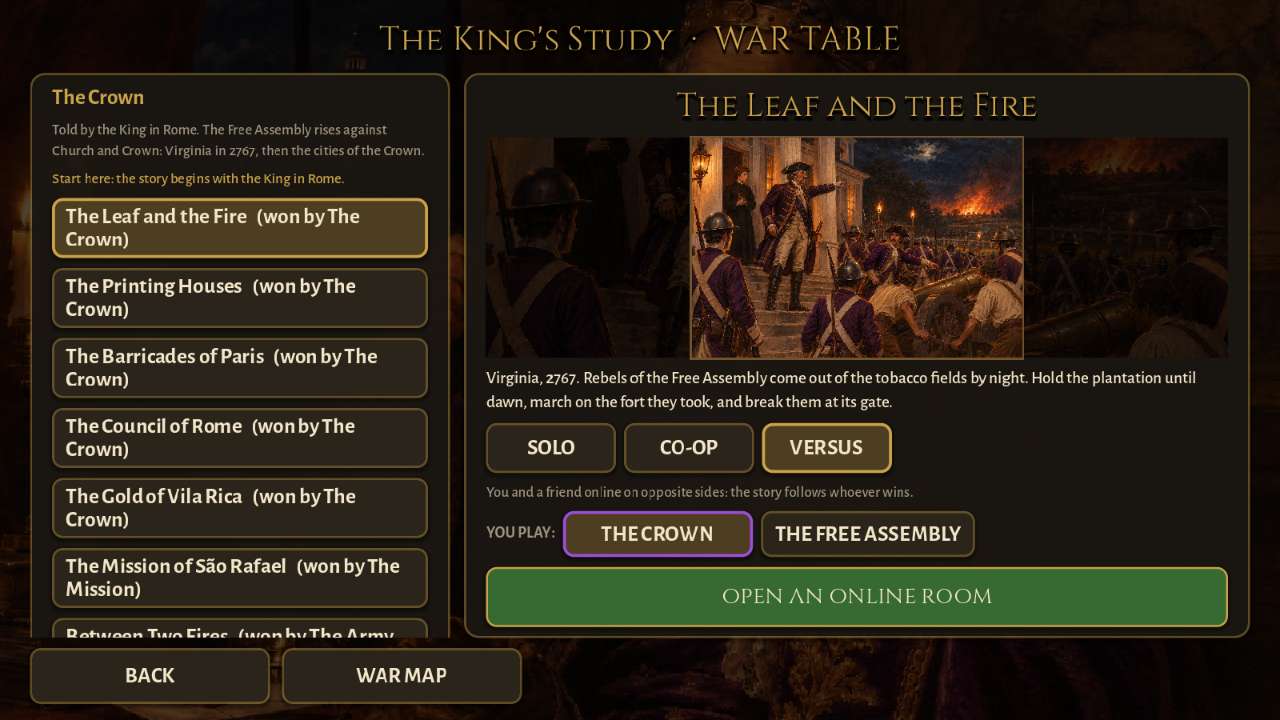 The King's Study · WAR TABLE
The Crown
Told by the King in Rome. The Free Assembly rises against
Church and Crown: Virginia in 2767, then the cities of the Crown.
Start here: the story begins with the King in Rome.
The Leaf and the Fire (won by The
Crown)
The Printing Houses (won by The
Crown)
The Barricades of Paris (won by The
Crown)
The Council of Rome (won by The
Crown)
The Gold of Vila Rica (won by The
Crown)
The Mission of São Rafael (won by The
Mission)
Between Two Fires (won by The Army
BACK
WAR MAP
The Leaf and the Fire
Virginia, 2767. Rebels of the Free Assembly come out of the tobacco fields by night. Hold the plantation until
dawn, march on the fort they took, and break them at its gate.
SOLO
CO-OP
VERSUS
You and a friend online on opposite sides: the story follows whoever wins.
YOU PLAY:
THE CROWN
THE FREE ASSEMBLY
OPEN AN ONLINE ROOM